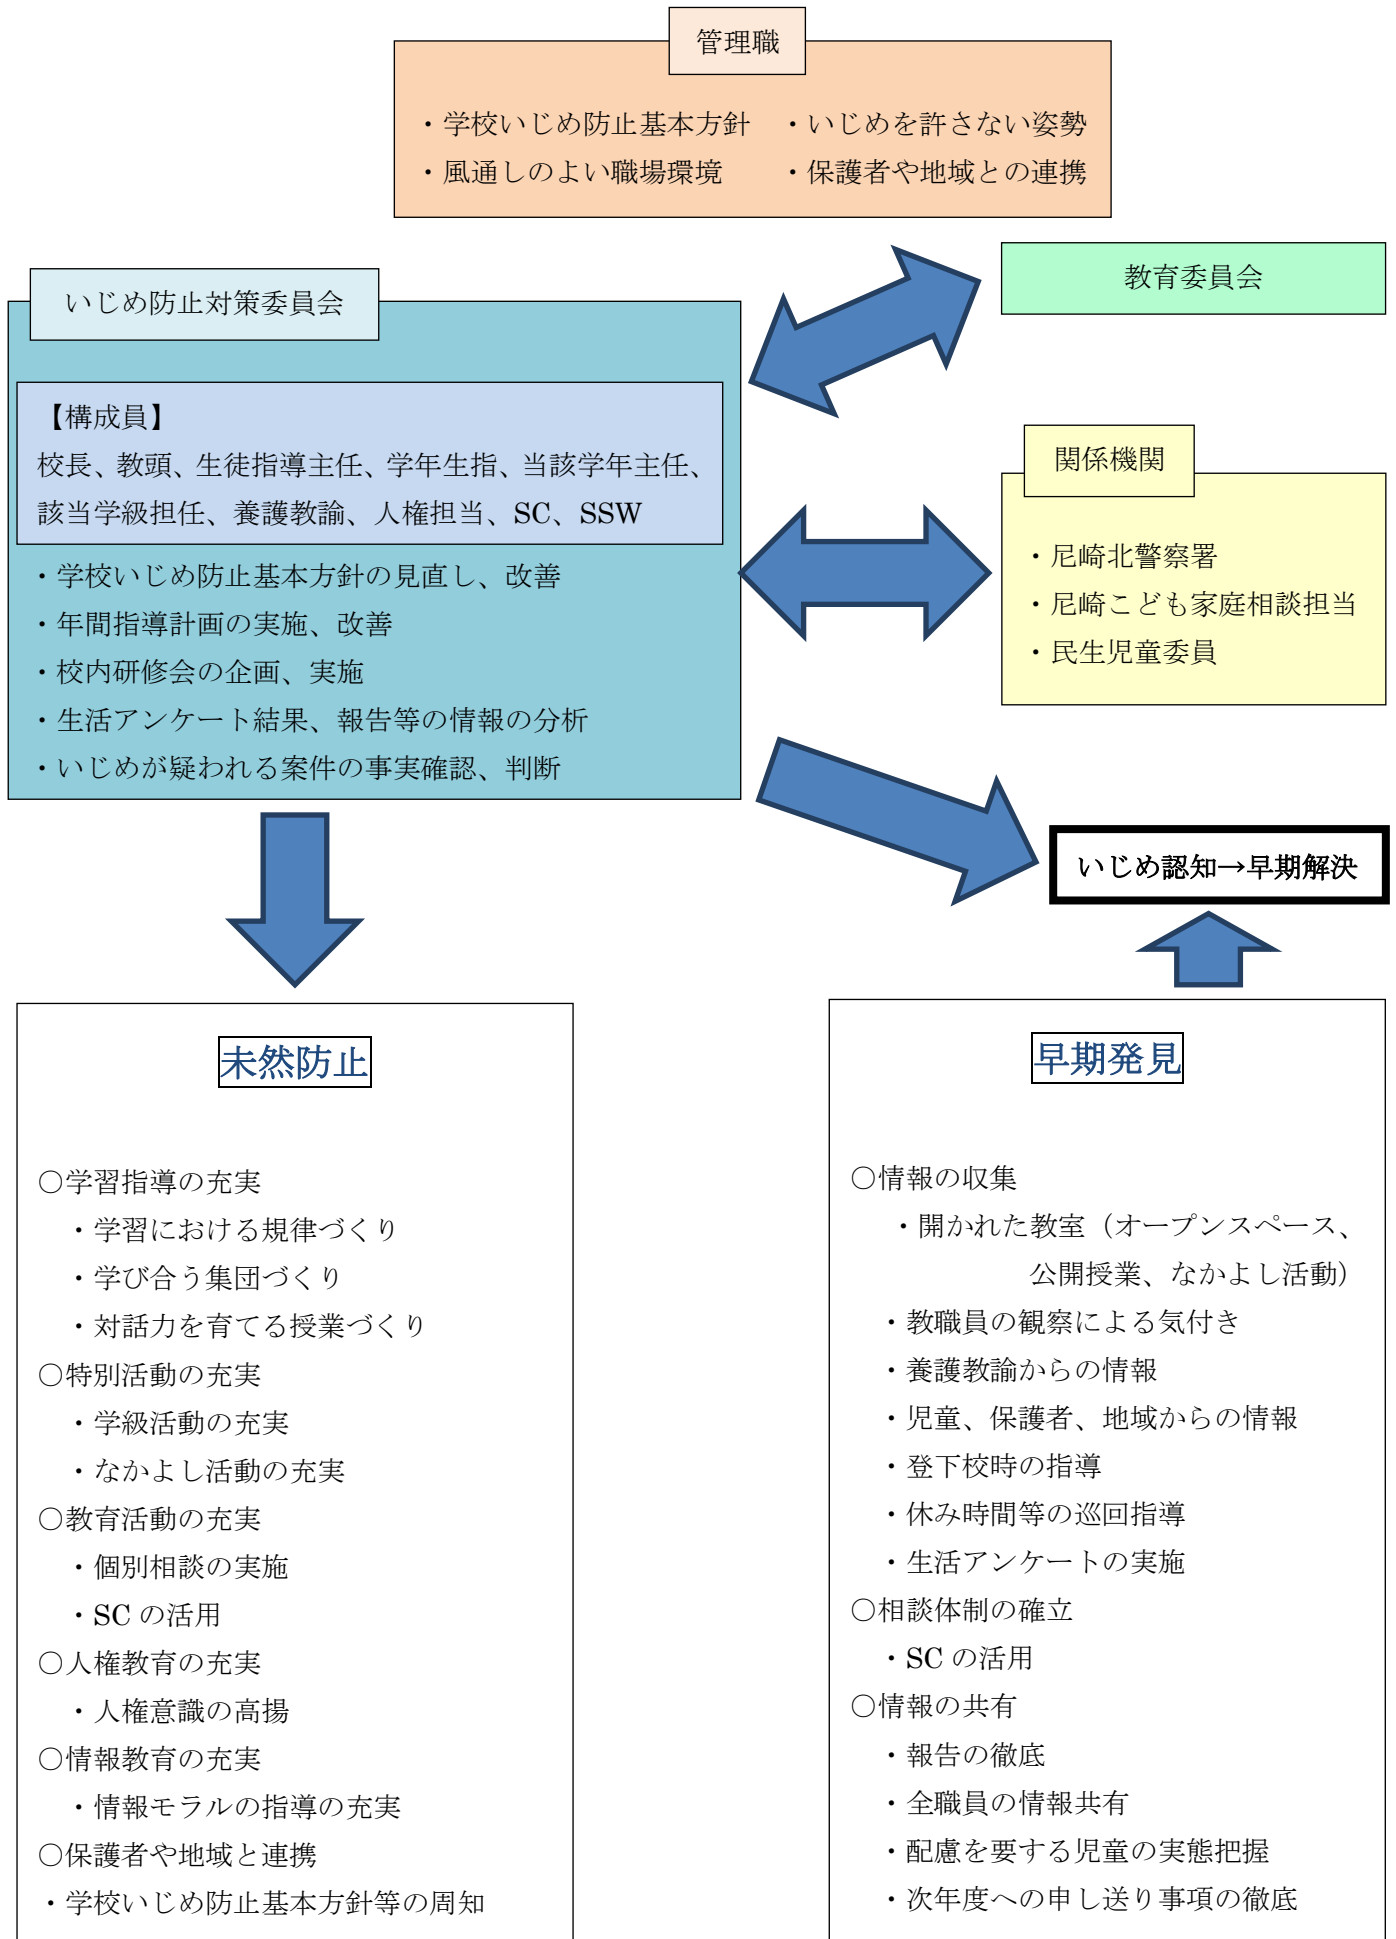 管理職
・学校いじめ防止基本方針　・いじめを許さない姿勢
・風通しのよい職場環境　・保護者や地域との連携
教育委員会
いじめ防止対策委員会
【構成員】
校長、教頭、生徒指導主任、学年生指、当該学年主任、
該当学級担任、養護教諭、人権担当、SC、SSW
・学校いじめ防止基本方針の見直し、改善
・年間指導計画の実施、改善
・校内研修会の企画、実施
・生活アンケート結果、報告等の情報の分析
・いじめが疑われる案件の事実確認、判断
関係機関
・尼崎北警察署
・尼崎こども家庭相談担当
・民生児童委員
いじめ認知→早期解決
未然防止
○学習指導の充実
・学習における規律づくり
・学び合う集団づくり
・対話力を育てる授業づくり
○特別活動の充実
・学級活動の充実
・なかよし活動の充実
○教育活動の充実
・個別相談の実施
・SC の活用
○人権教育の充実
・人権意識の高揚
○情報教育の充実
・情報モラルの指導の充実
○保護者や地域と連携
・学校いじめ防止基本方針等の周知
早期発見
○情報の収集
・開かれた教室（オープンスペース、
公開授業、なかよし活動）
・教職員の観察による気付き
・養護教諭からの情報
・児童、保護者、地域からの情報
・登下校時の指導
・休み時間等の巡回指導
・生活アンケートの実施
○相談体制の確立
・SC の活用
○情報の共有
・報告の徹底
・全職員の情報共有
・配慮を要する児童の実態把握
・次年度への申し送り事項の徹底